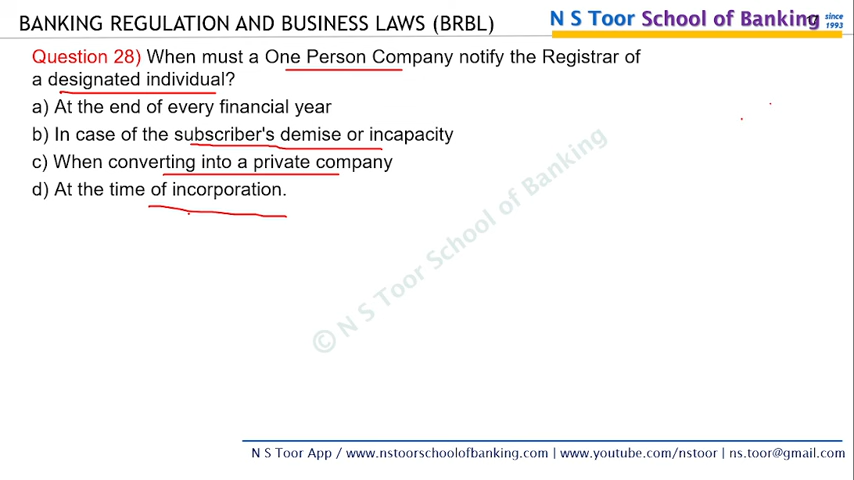 BANKING REGULATION AND BUSINESS LAWS (BRBL)
N S Toor School of Banking since 1993
Question 28) When must a One Person Company notify the Registrar of
a designated individual?
a) At the end of every financial year
b) In case of the subscriber's demise or incapacity
c) When converting into a private company
d) At the time of incorporation.
© N S Toor School of Banking
N S Toor App / www.nstoorschoolofbanking.com | www.youtube.com/nstoor | ns.toor@gmail.com